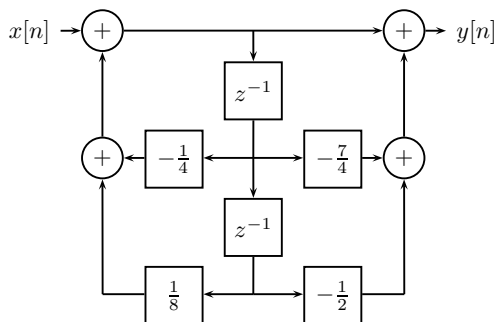 x[n] + + y[n]
z⁻¹
+ −1/4 −7/4 +
z⁻¹
1/8 −1/2